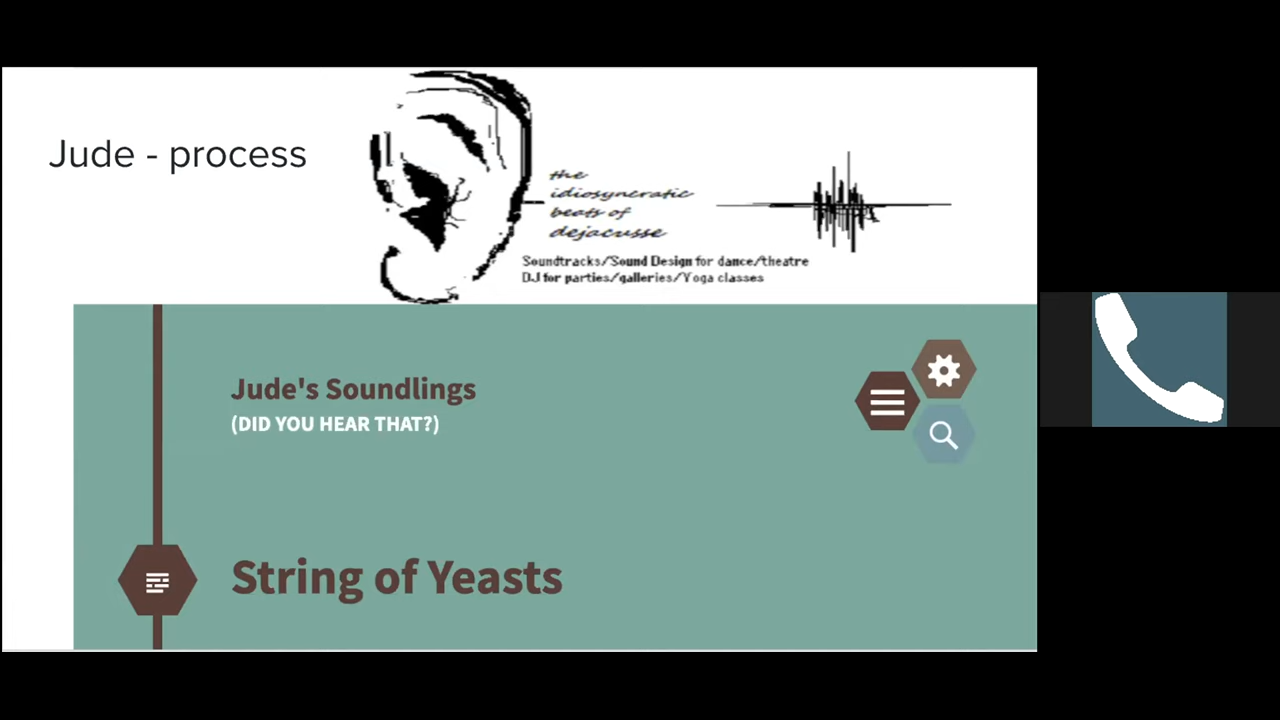 Jude - process
the
idiosyncratic
beats of
dejacusse
Soundtracks/Sound Design for dance/theatre
DJ for parties/galleries/Yoga classes
Jude's Soundlings
(DID YOU HEAR THAT?)
String of Yeasts